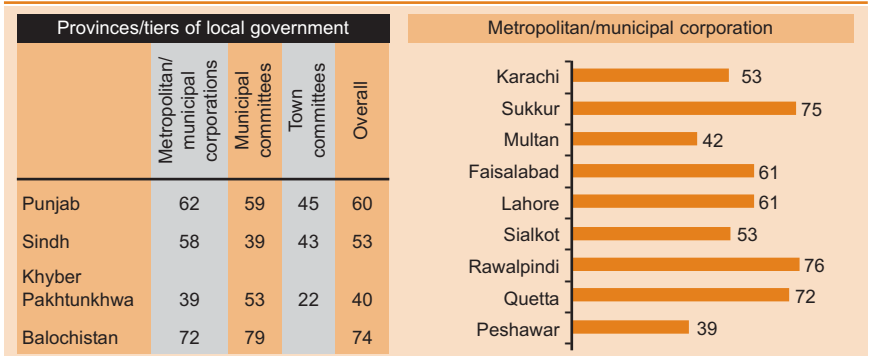 Provinces/tiers of local government
Metropolitan/
municipal
corporations
Municipal
committees
Town
committees
Overall
Punjab 62 59 45 60
Sindh 58 39 43 53
Khyber
Pakhtunkhwa 39 53 22 40
Balochistan 72 79 74
Metropolitan/municipal corporation
Karachi 53
Sukkur 75
Multan 42
Faisalabad 61
Lahore 61
Sialkot 53
Rawalpindi 76
Quetta 72
Peshawar 39